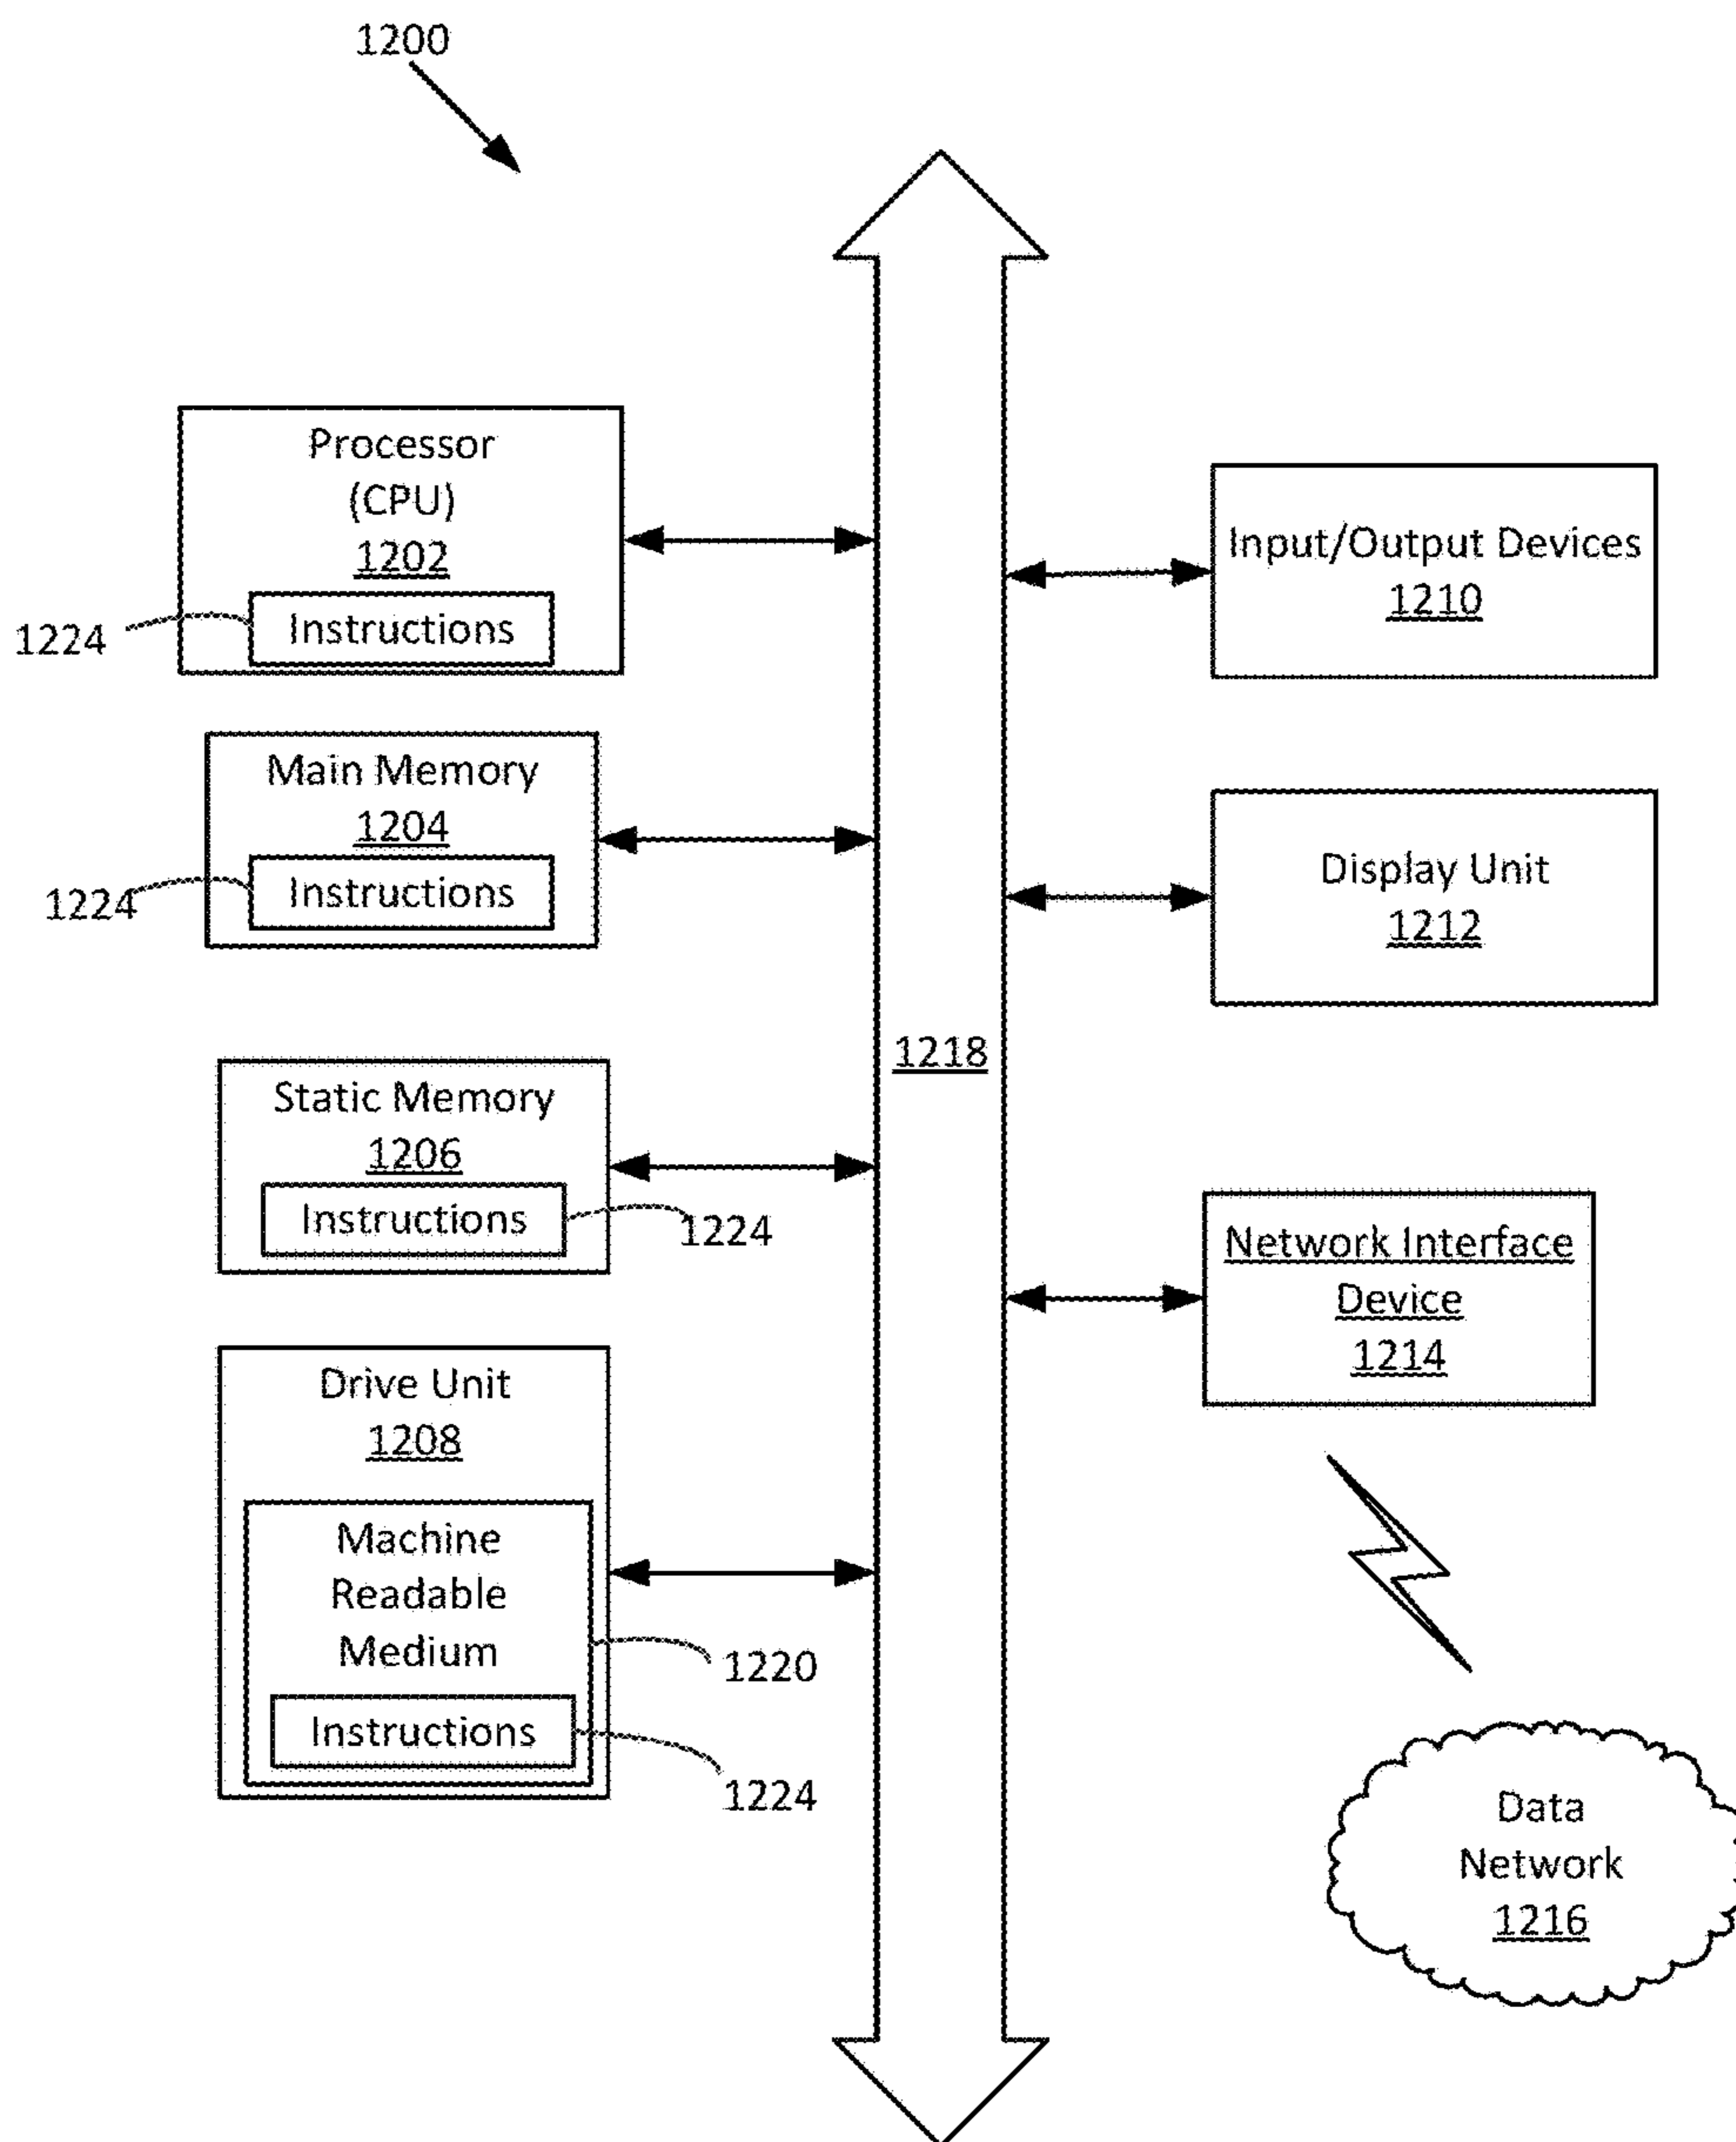 1200
Processor
(CPU)
1202
Instructions
1224
Main Memory
1204
Instructions
1224
Static Memory
1206
Instructions
1224
Drive Unit
1208
Machine
Readable
Medium
1220
Instructions
1224
1218
Input/Output Devices
1210
Display Unit
1212
Network Interface
Device
1214
Data
Network
1216